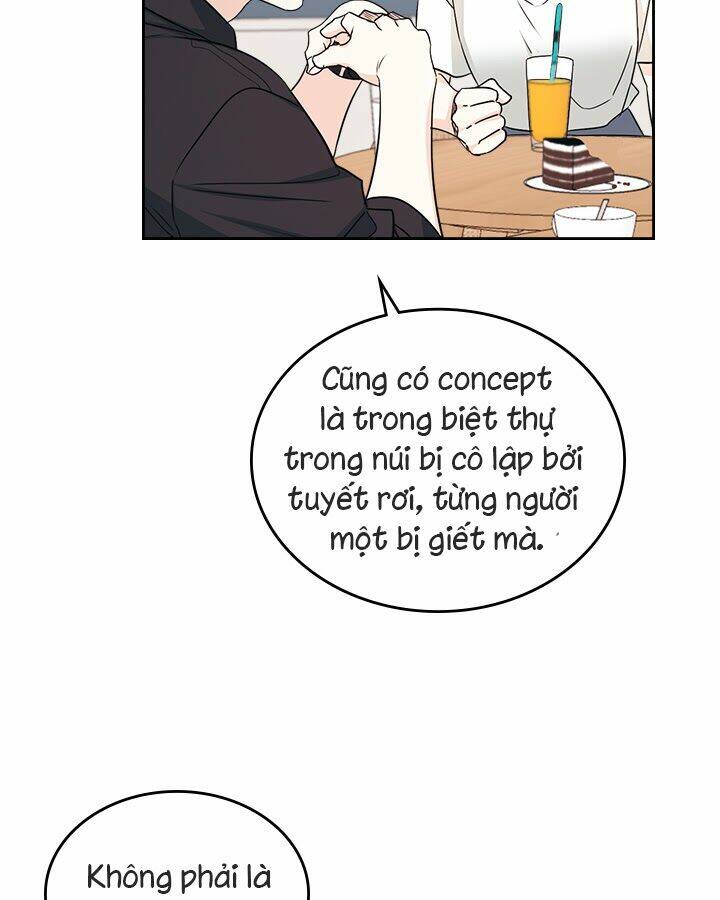 Cũng có concept
là trong biệt thự
trong núi bị cô lập bởi
tuyết rơi, từng người
một bị giết mà.
Không phải là